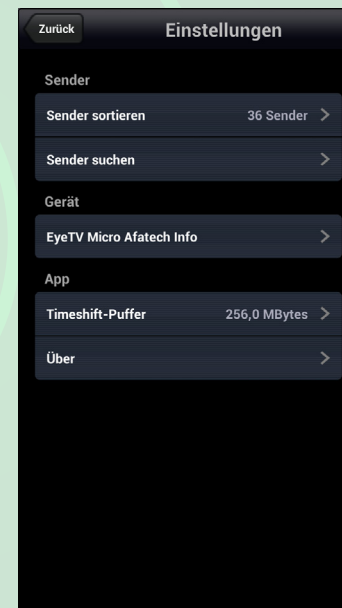 Zurück
Einstellungen
Sender
Sender sortieren 36 Sender
Sender suchen
Gerät
EyeTV Micro Afatech Info
App
Timeshift-Puffer 256,0 MBytes
Über